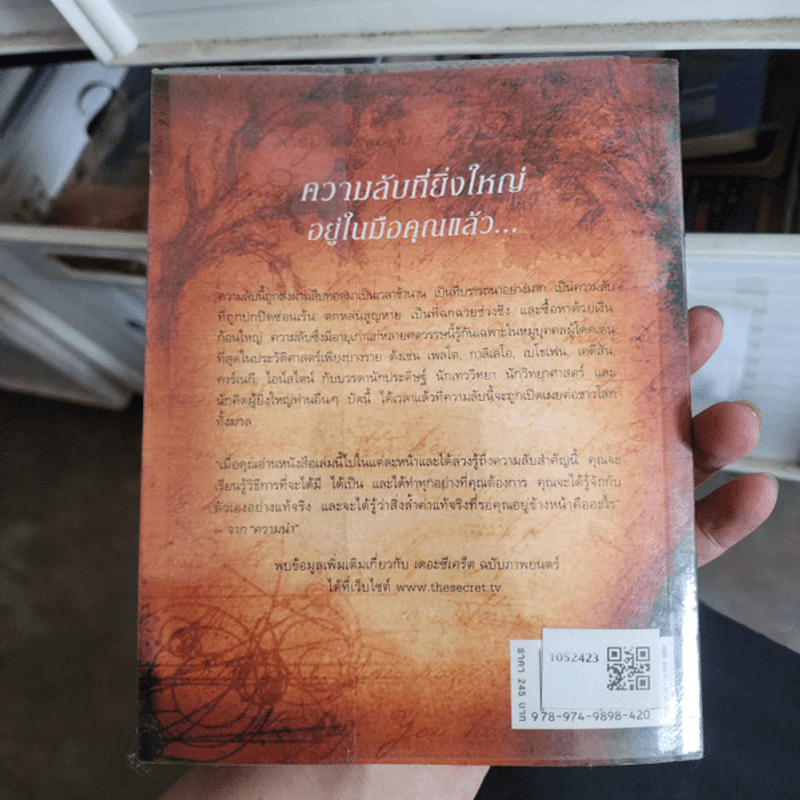 ความลับที่ยิ่งใหญ่
อยู่ในมือคุณแล้ว...
ความลับนี้ถูกส่งผ่านสืบทอดมาเป็นเวลาช้านาน เป็นที่ปรารถนาอย่างมาก เป็นความลับ
ที่ถูกปกปิดซ่อนเร้น ตกหล่นสูญหาย เป็นที่ฉกฉวยช่วงชิง และซื้อหาด้วยเงิน
ก้อนใหญ่ ความลับซึ่งมีอายุเก่าแก่หลายศตวรรษนี้รู้กันเฉพาะในหมู่บุคคลผู้โดดเด่น
ที่สุดในประวัติศาสตร์เพียงบางราย ดังเช่น เพลโต, กาลิเลโอ, เบโธเฟน, เอดิสัน,
คาร์เนกี, ไอน์สไตน์ กับบรรดานักประดิษฐ์ นักเทววิทยา นักวิทยาศาสตร์ และ
นักคิดผู้ยิ่งใหญ่ท่านอื่นๆ บัดนี้ ได้เวลาแล้วที่ความลับนี้จะถูกเปิดเผยต่อชาวโลก
ทั้งมวล
"เมื่อคุณอ่านหนังสือเล่มนี้ไปในแต่ละหน้าและได้ล่วงรู้ถึงความลับสำคัญนี้ คุณจะ
เรียนรู้วิธีการที่จะได้มี ได้เป็น และได้ทำทุกอย่างที่คุณต้องการ คุณจะได้รู้จักกับ
ตัวเองอย่างแท้จริง และจะได้รู้ว่าสิ่งล้ำค่าแท้จริงที่รอคุณอยู่ข้างหน้าคืออะไร"
-- จาก "ความนำ"
พบข้อมูลเพิ่มเติมเกี่ยวกับ เดอะซีเคร็ต ฉบับภาพยนตร์
ได้ที่เว็บไซต์ www.thesecret.tv
ราคา 245 บาท
1052423
978-974-9898-420